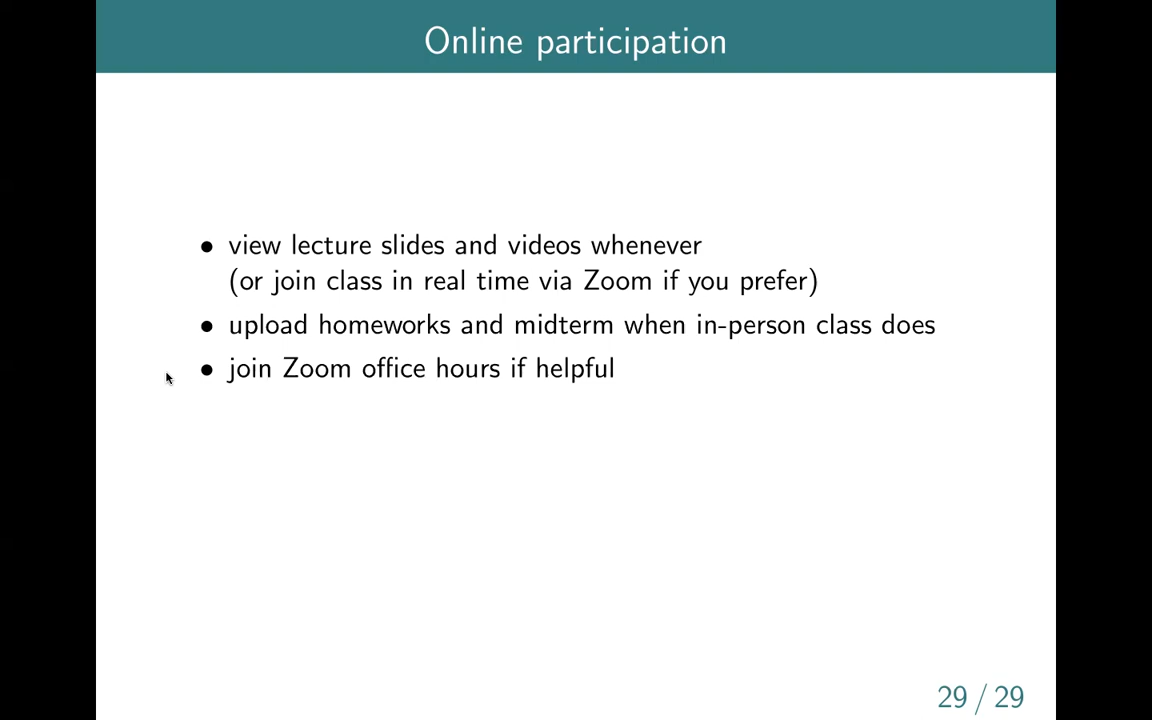 Online participation
• view lecture slides and videos whenever
(or join class in real time via Zoom if you prefer)
• upload homeworks and midterm when in-person class does
• join Zoom office hours if helpful
29 / 29